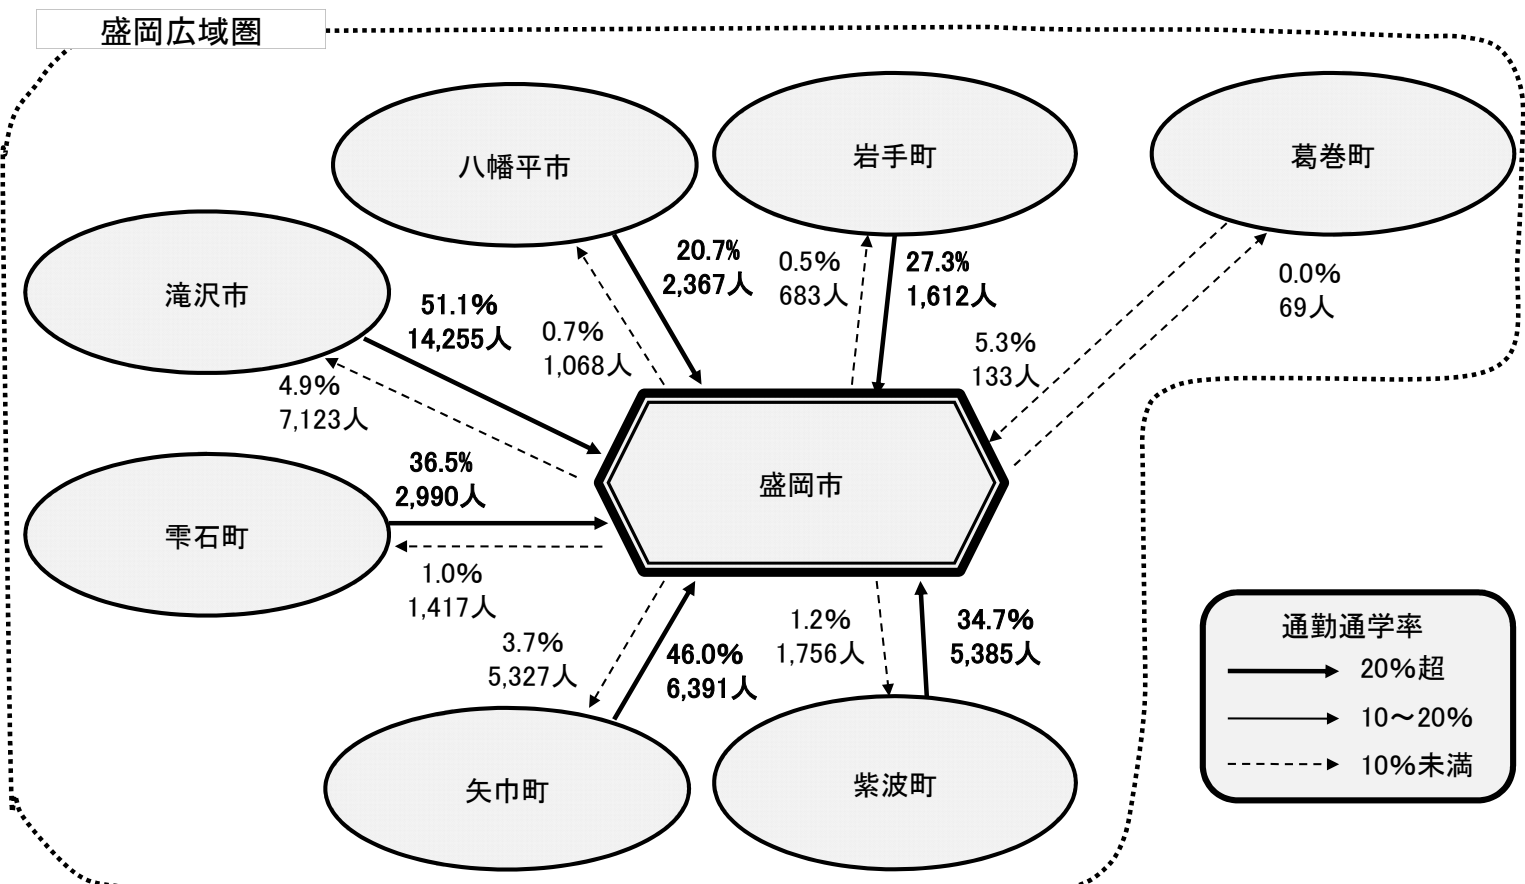 盛岡広域圏
八幡平市
岩手町
葛巻町
滝沢市
20.7%
2,367人
0.5%
683人
27.3%
1,612人
0.0%
69人
51.1%
14,255人
0.7%
1,068人
5.3%
133人
4.9%
7,123人
36.5%
2,990人
盛岡市
雫石町
1.0%
1,417人
3.7%
5,327人
46.0%
6,391人
1.2%
1,756人
34.7%
5,385人
矢巾町
紫波町
通勤通学率
20%超
10～20%
10%未満